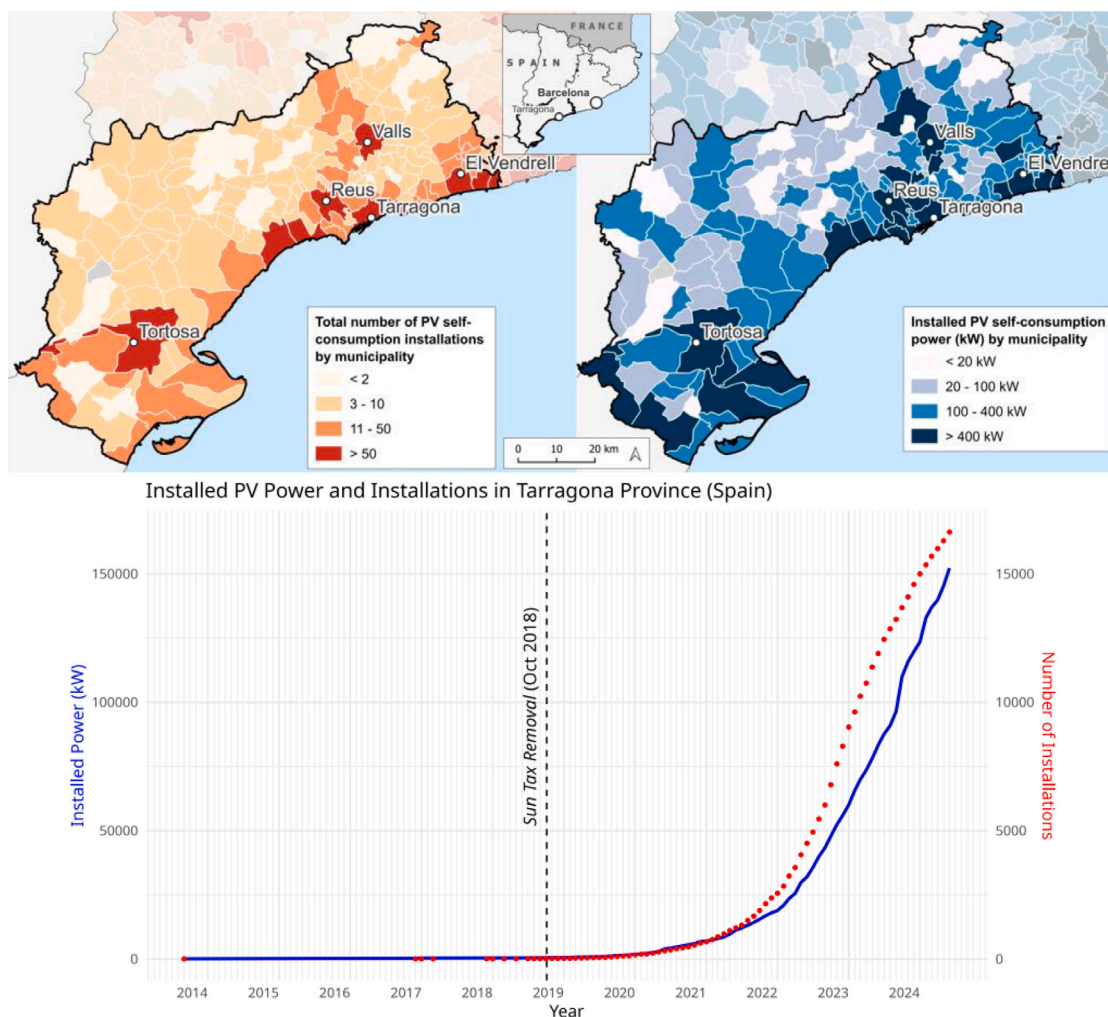 FRANCE
SPAIN
Barcelona
Tarragona
Valls
El Vendrell
Reus
Tarragona
Tortosa
Total number of PV self-
consumption installations
by municipality
< 2
3 - 10
11 - 50
> 50
0 10 20 km
Valls
El Vendrel
Reus
Tarragona
Tortosa
Installed PV self-consumption
power (kW) by municipality
< 20 kW
20 - 100 kW
100 - 400 kW
> 400 kW
Installed PV Power and Installations in Tarragona Province (Spain)
Installed Power (kW)
150000
100000
50000
0
Sun Tax Removal (Oct 2018)
15000
10000
5000
0
Number of Installations
2014 2015 2016 2017 2018 2019 2020 2021 2022 2023 2024
Year